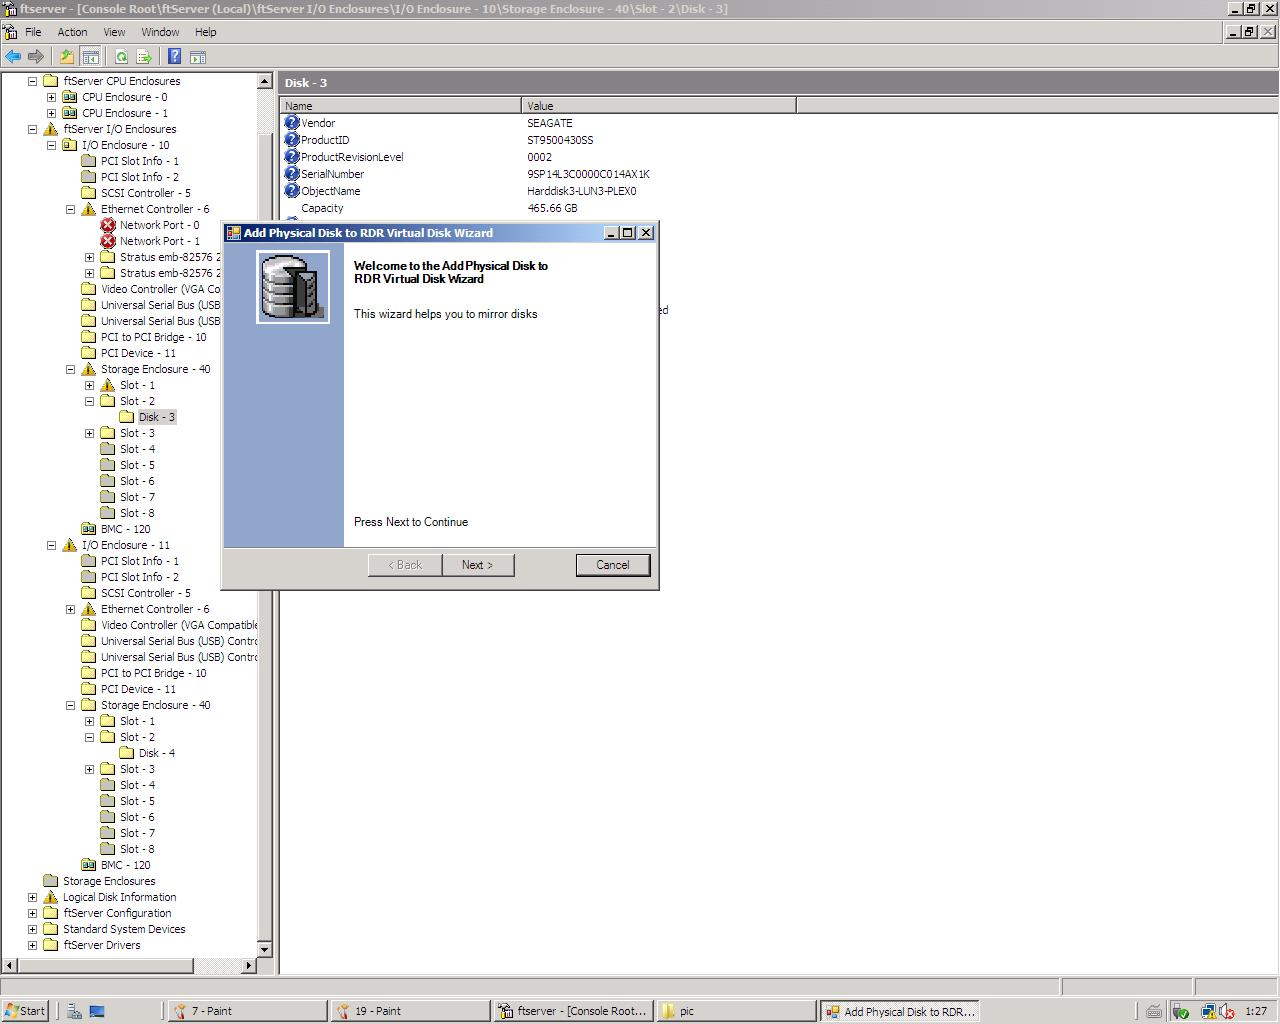 ftserver - [Console Root\ftServer (Local)\ftServer I/O Enclosures\I/O Enclosure - 10\Storage Enclosure - 40\Slot - 2\Disk - 3]
File Action View Window Help
ftServer CPU Enclosures
CPU Enclosure - 0
CPU Enclosure - 1
ftServer I/O Enclosures
I/O Enclosure - 10
PCI Slot Info - 1
PCI Slot Info - 2
SCSI Controller - 5
Ethernet Controller - 6
Network Port - 0
Network Port - 1
Stratus emb-82576 2
Stratus emb-82576 2
Video Controller (VGA Co
Universal Serial Bus (USB
Universal Serial Bus (USB
PCI to PCI Bridge - 10
PCI Device - 11
Storage Enclosure - 40
Slot - 1
Slot - 2
Disk - 3
Slot - 3
Slot - 4
Slot - 5
Slot - 6
Slot - 7
Slot - 8
BMC - 120
I/O Enclosure - 11
PCI Slot Info - 1
PCI Slot Info - 2
SCSI Controller - 5
Ethernet Controller - 6
Video Controller (VGA Compatible
Universal Serial Bus (USB) Contro
Universal Serial Bus (USB) Contro
PCI to PCI Bridge - 10
PCI Device - 11
Storage Enclosure - 40
Slot - 1
Slot - 2
Disk - 4
Slot - 3
Slot - 4
Slot - 5
Slot - 6
Slot - 7
Slot - 8
BMC - 120
Storage Enclosures
Logical Disk Information
ftServer Configuration
Standard System Devices
ftServer Drivers
Disk - 3
Name Value
Vendor SEAGATE
ProductID ST9500430SS
ProductRevisionLevel 0002
SerialNumber 9SP14L3C0000C014AX1K
ObjectName Harddisk3-LUN3-PLEX0
Capacity 465.66 GB
ed
Add Physical Disk to RDR Virtual Disk Wizard
Welcome to the Add Physical Disk to
RDR Virtual Disk Wizard
This wizard helps you to mirror disks
Press Next to Continue
< Back Next > Cancel
Start 7 - Paint 19 - Paint ftserver - [Console Root... pic Add Physical Disk to RDR... 1:27